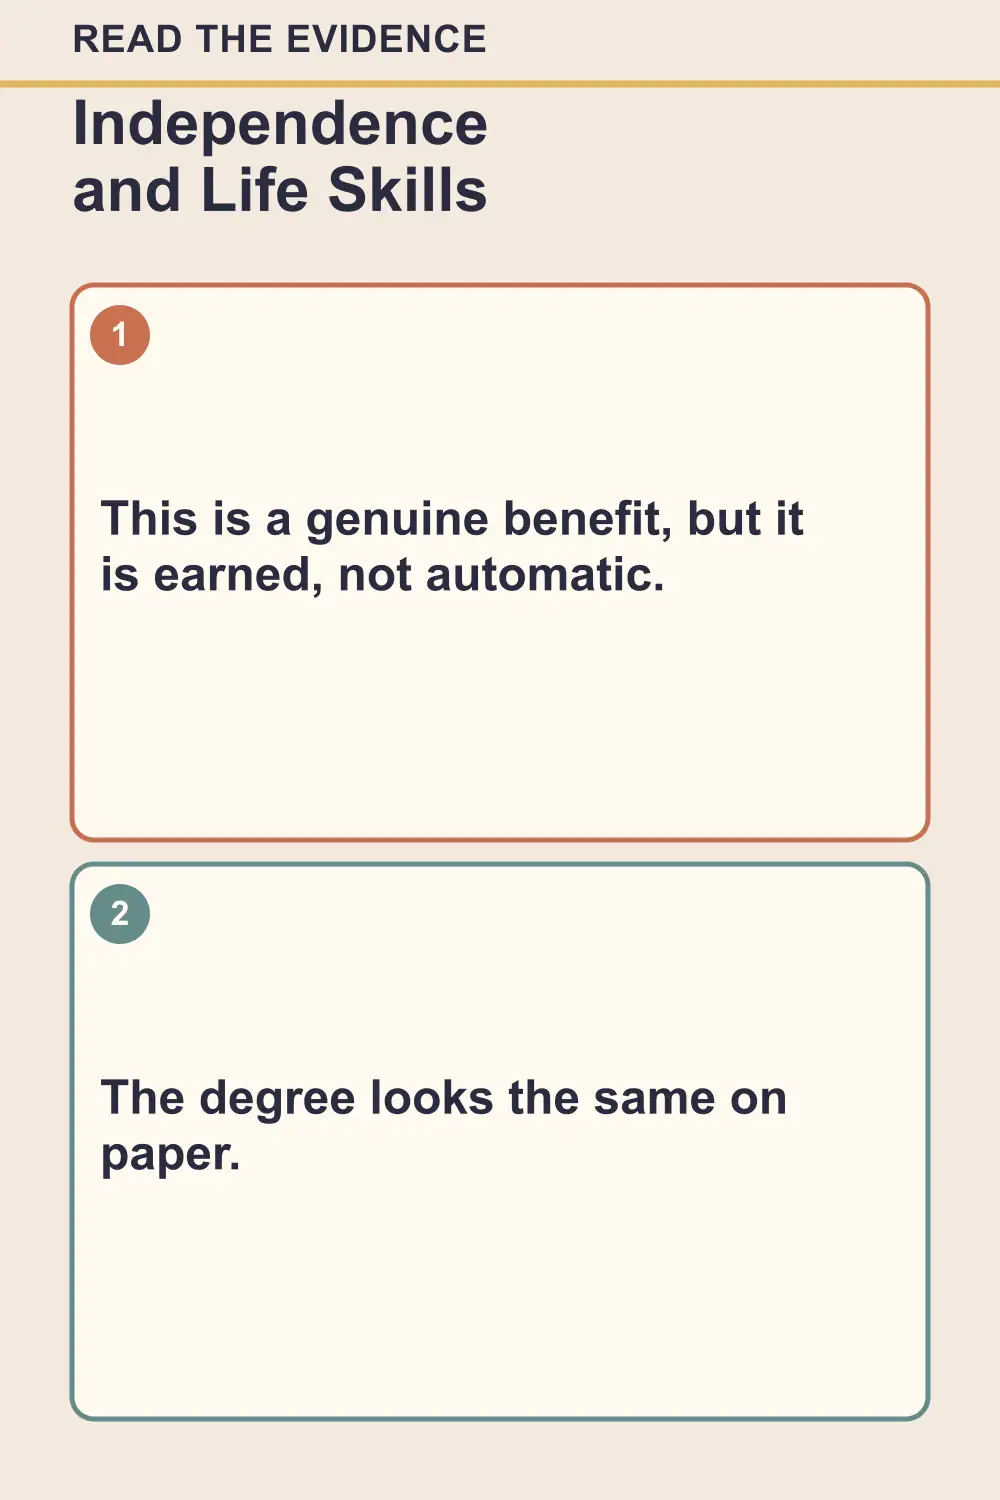 READ THE EVIDENCE
Independence
and Life Skills
1
This is a genuine benefit, but it
is earned, not automatic.
2
The degree looks the same on
paper.